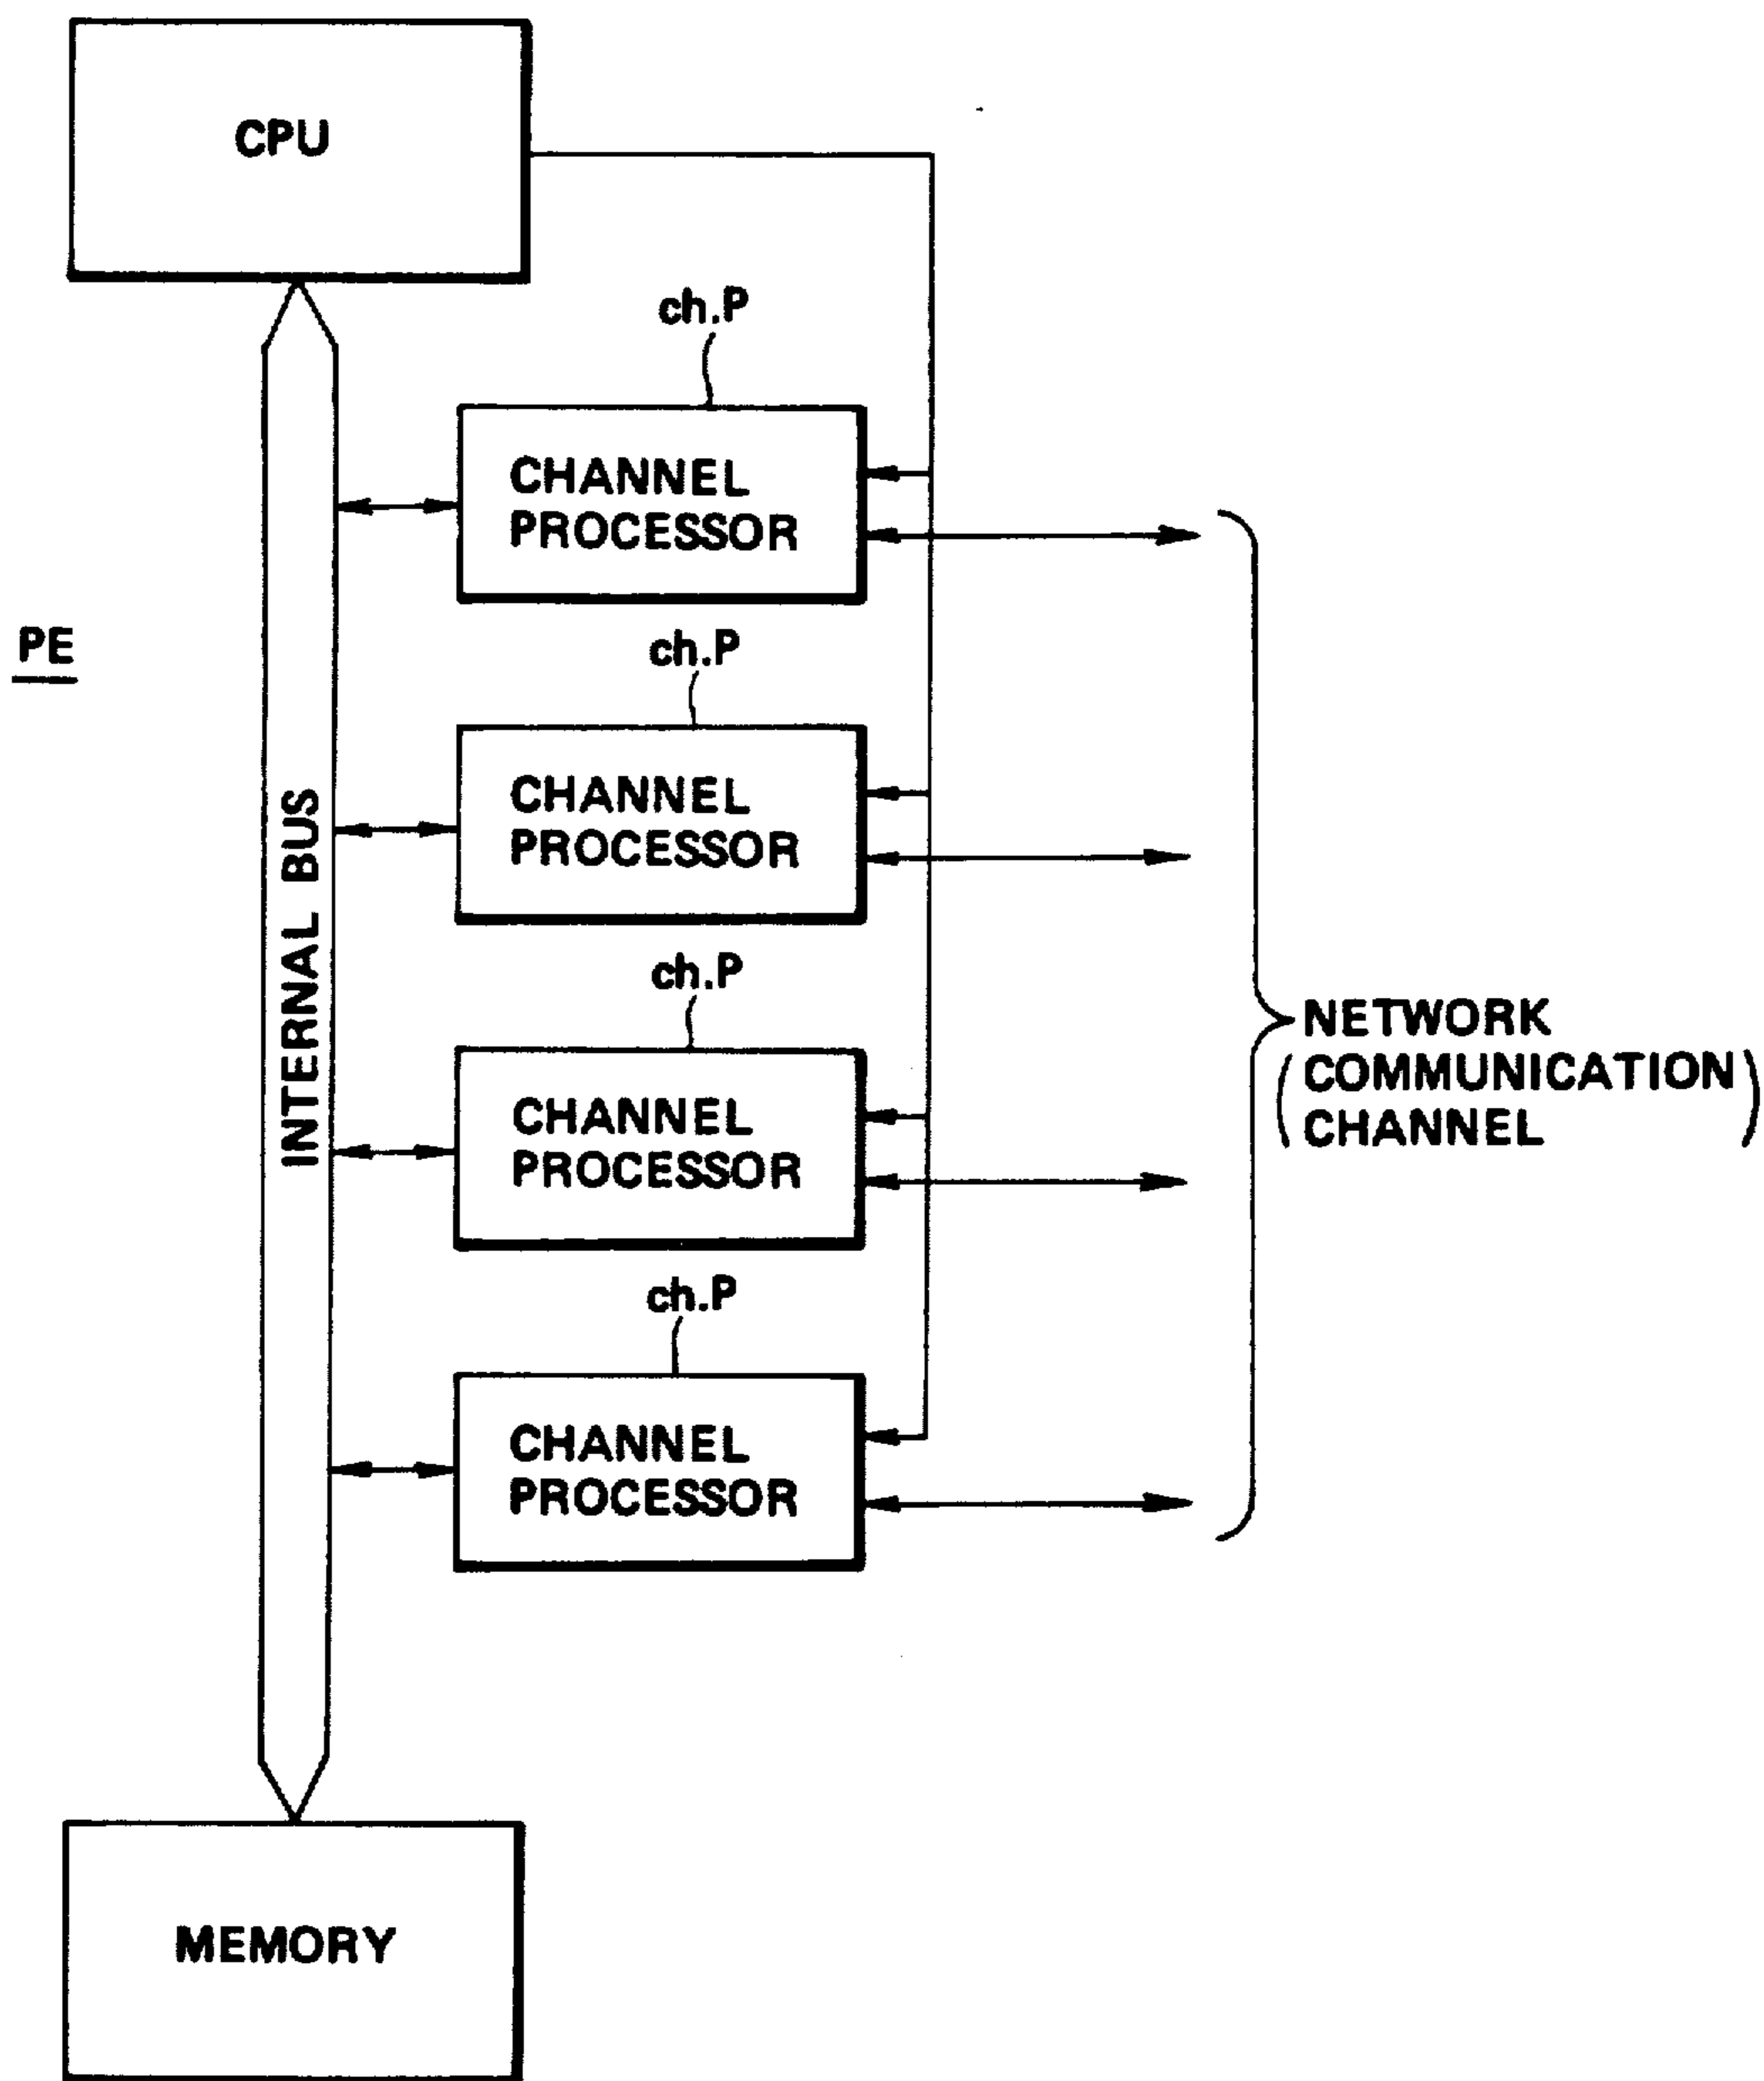 CPU
ch.P
CHANNEL
PROCESSOR
PE
ch.P
CHANNEL
PROCESSOR
INTERNAL BUS
ch.P
CHANNEL
PROCESSOR
NETWORK
(COMMUNICATION)
CHANNEL
ch.P
CHANNEL
PROCESSOR
MEMORY